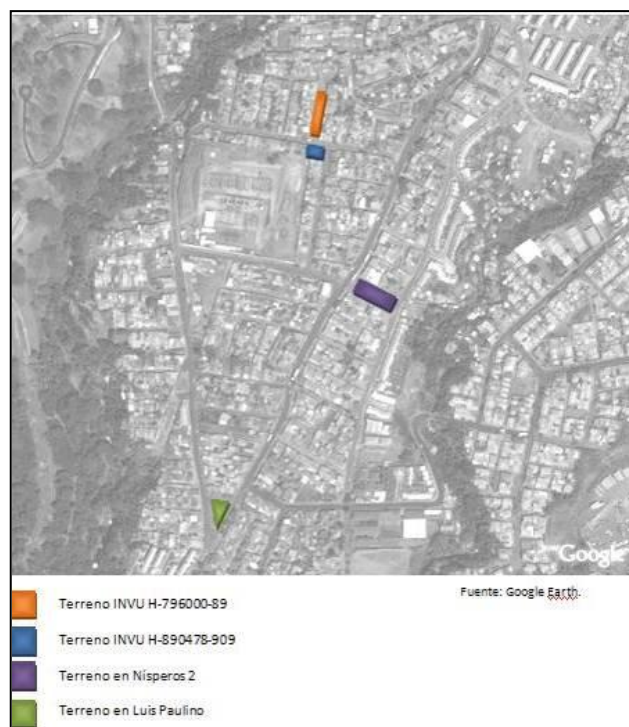 Google
Fuente: Google Earth.
Terreno INVU H-796000-89
Terreno INVU H-890478-909
Terreno en Nísperos 2
Terreno en Luis Paulino